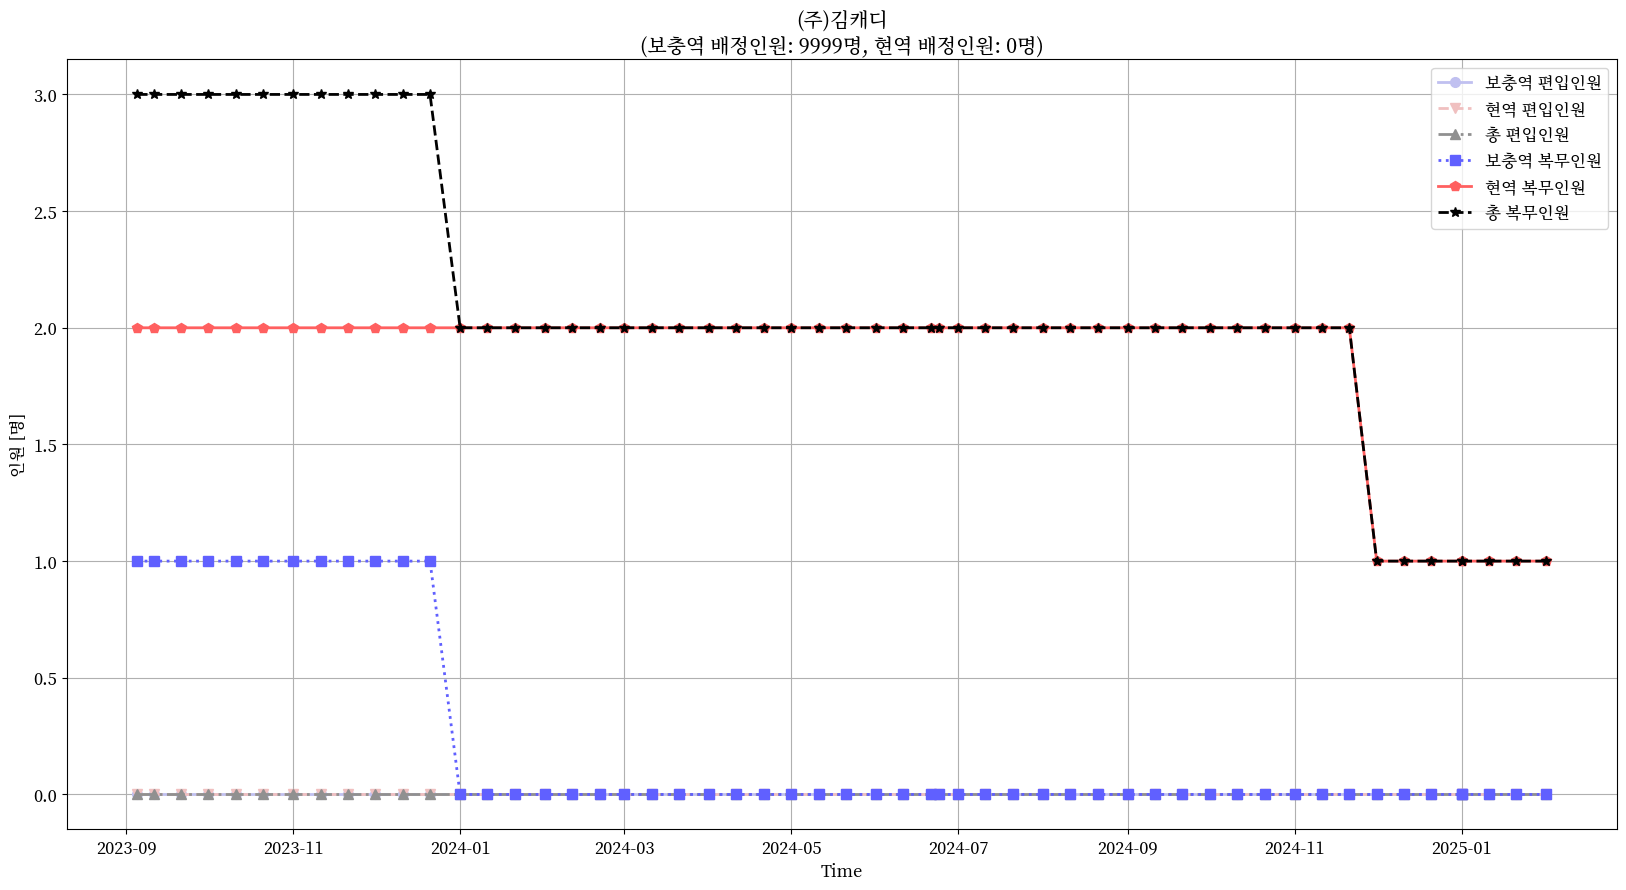 (주)김캐디
(보충역 배정인원: 9999명, 현역 배정인원: 0명)
보충역 편입인원
현역 편입인원
총 편입인원
보충역 복무인원
현역 복무인원
총 복무인원
인원 [명]
3.0
2.5
2.0
1.5
1.0
0.5
0.0
2023-09
2023-11
2024-01
2024-03
2024-05
2024-07
2024-09
2024-11
2025-01
Time